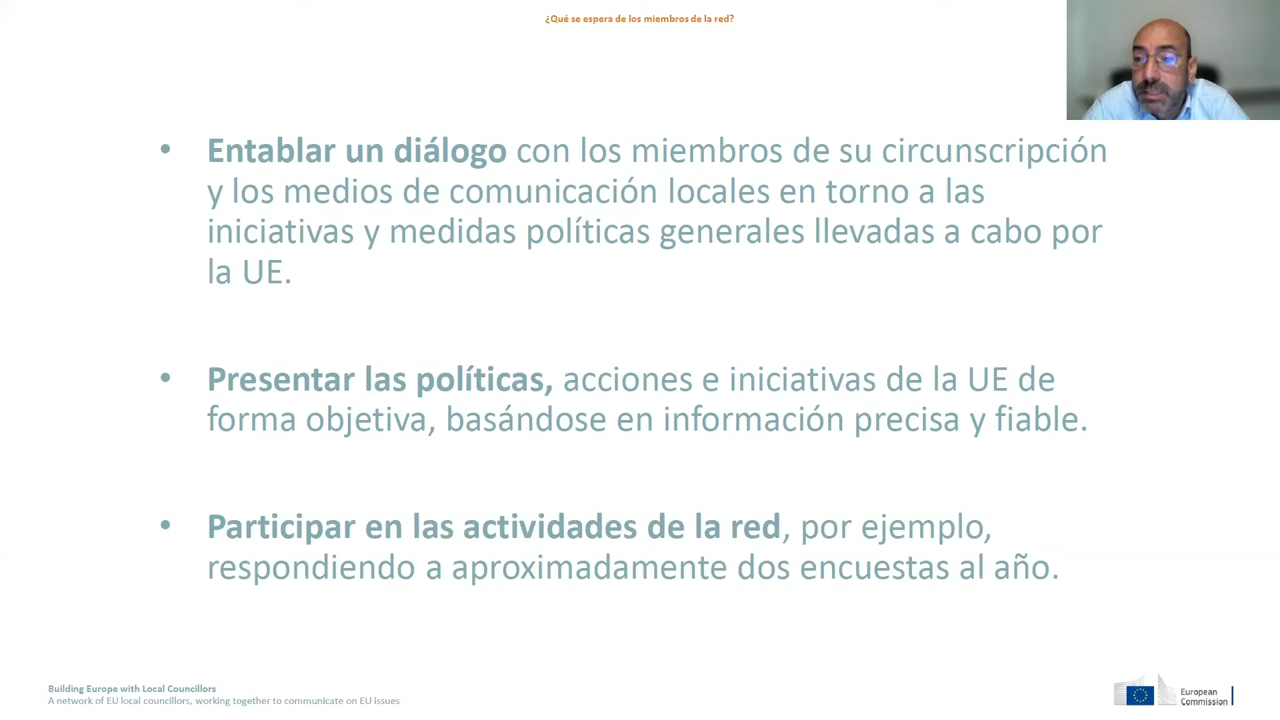 ¿Qué se espera de los miembros de la red?
• Entablar un diálogo con los miembros de su circunscripción
y los medios de comunicación locales en torno a las
iniciativas y medidas políticas generales llevadas a cabo por
la UE.
• Presentar las políticas, acciones e iniciativas de la UE de
forma objetiva, basándose en información precisa y fiable.
• Participar en las actividades de la red, por ejemplo,
respondiendo a aproximadamente dos encuestas al año.
Building Europe with Local Councillors
A network of EU local councillors, working together to communicate on EU Issues
European
Commission